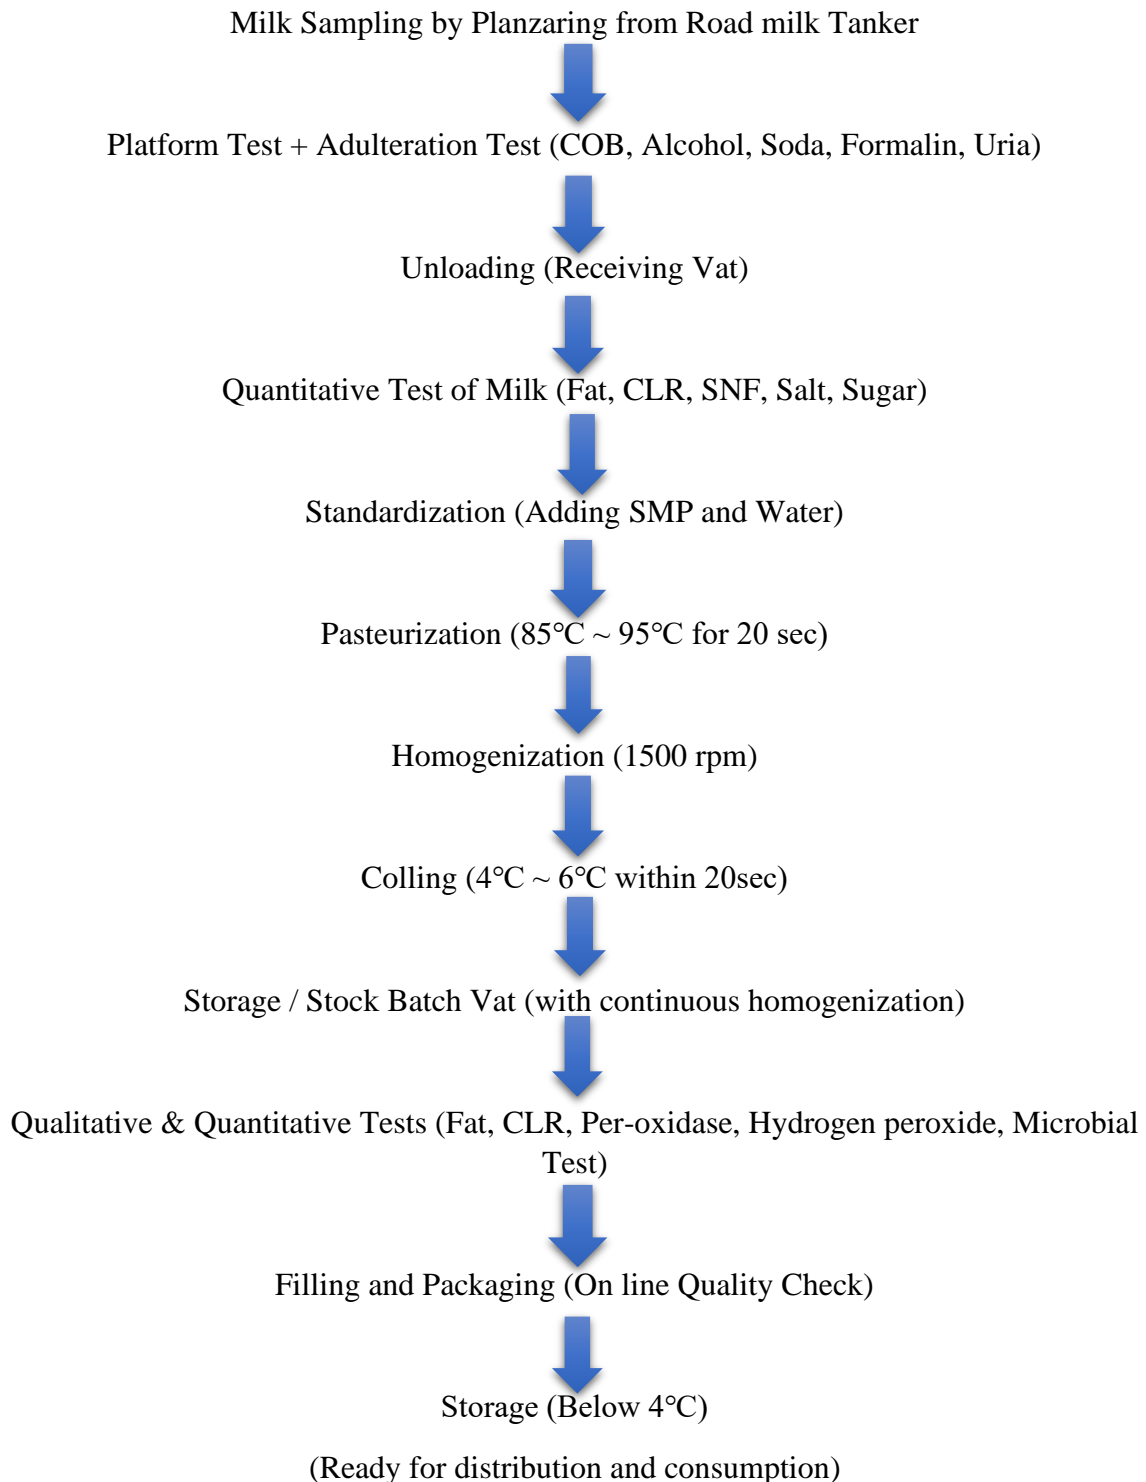 Milk Sampling by Planzaring from Road milk Tanker
Platform Test + Adulteration Test (COB, Alcohol, Soda, Formalin, Uria)
Unloading (Receiving Vat)
Quantitative Test of Milk (Fat, CLR, SNF, Salt, Sugar)
Standardization (Adding SMP and Water)
Pasteurization (85℃ ~ 95℃ for 20 sec)
Homogenization (1500 rpm)
Colling (4℃ ~ 6℃ within 20sec)
Storage / Stock Batch Vat (with continuous homogenization)
Qualitative & Quantitative Tests (Fat, CLR, Per-oxidase, Hydrogen peroxide, Microbial
Test)
Filling and Packaging (On line Quality Check)
Storage (Below 4℃)
(Ready for distribution and consumption)